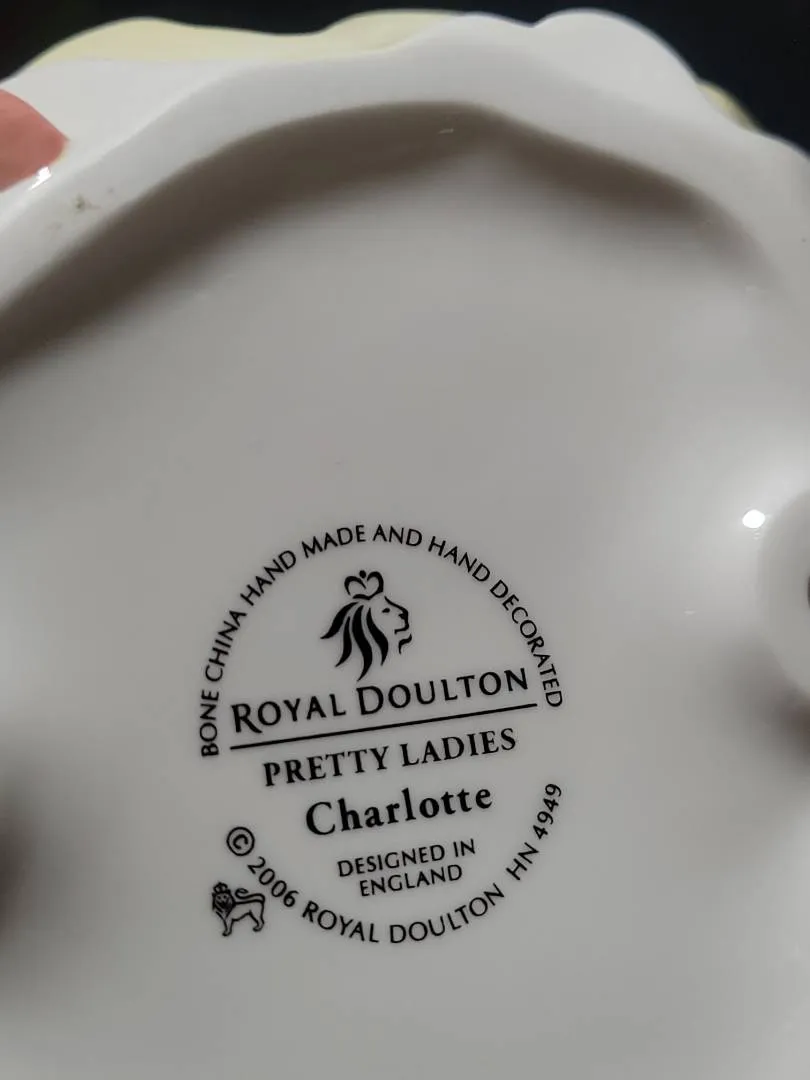 BONE CHINA HAND MADE AND HAND DECORATED
ROYAL DOULTON
PRETTY LADIES
Charlotte
DESIGNED IN
ENGLAND
© 2006 ROYAL DOULTON HN 4949